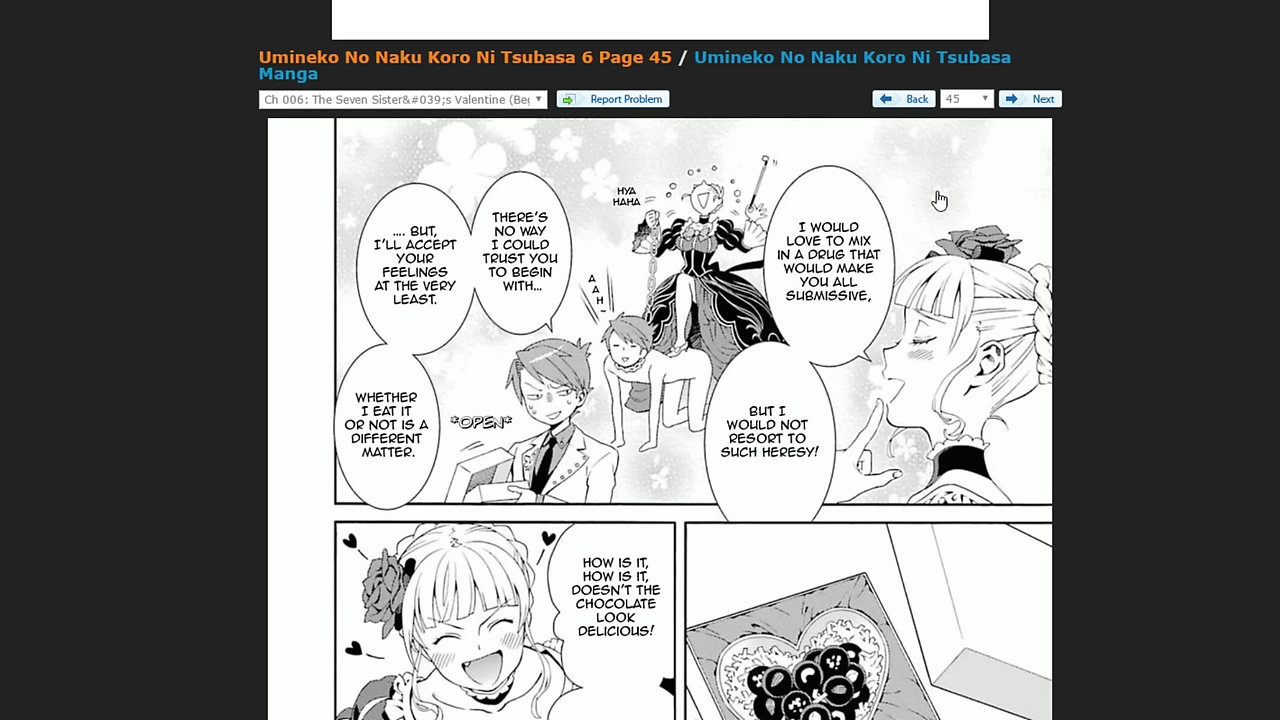 Umineko No Naku Koro Ni Tsubasa 6 Page 45 / Umineko No Naku Koro Ni Tsubasa
Manga
Ch 006: The Seven Sister&#039;s Valentine (Beg
Report Problem
Back
45
Next
I WOULD
LOVE TO MIX
IN A DRUG THAT
WOULD MAKE
YOU ALL
SUBMISSIVE,
BUT I
WOULD NOT
RESORT TO
SUCH HERESY!
HYA
HAHA
A
A
H
~
THERE'S
NO WAY
I COULD
TRUST YOU
TO BEGIN
WITH...
.... BUT,
I'LL ACCEPT
YOUR
FEELINGS
AT THE VERY
LEAST.
*OPEN*
WHETHER
I EAT IT
OR NOT IS A
DIFFERENT
MATTER.
HOW IS IT,
HOW IS IT,
DOESN'T THE
CHOCOLATE
LOOK
DELICIOUS!